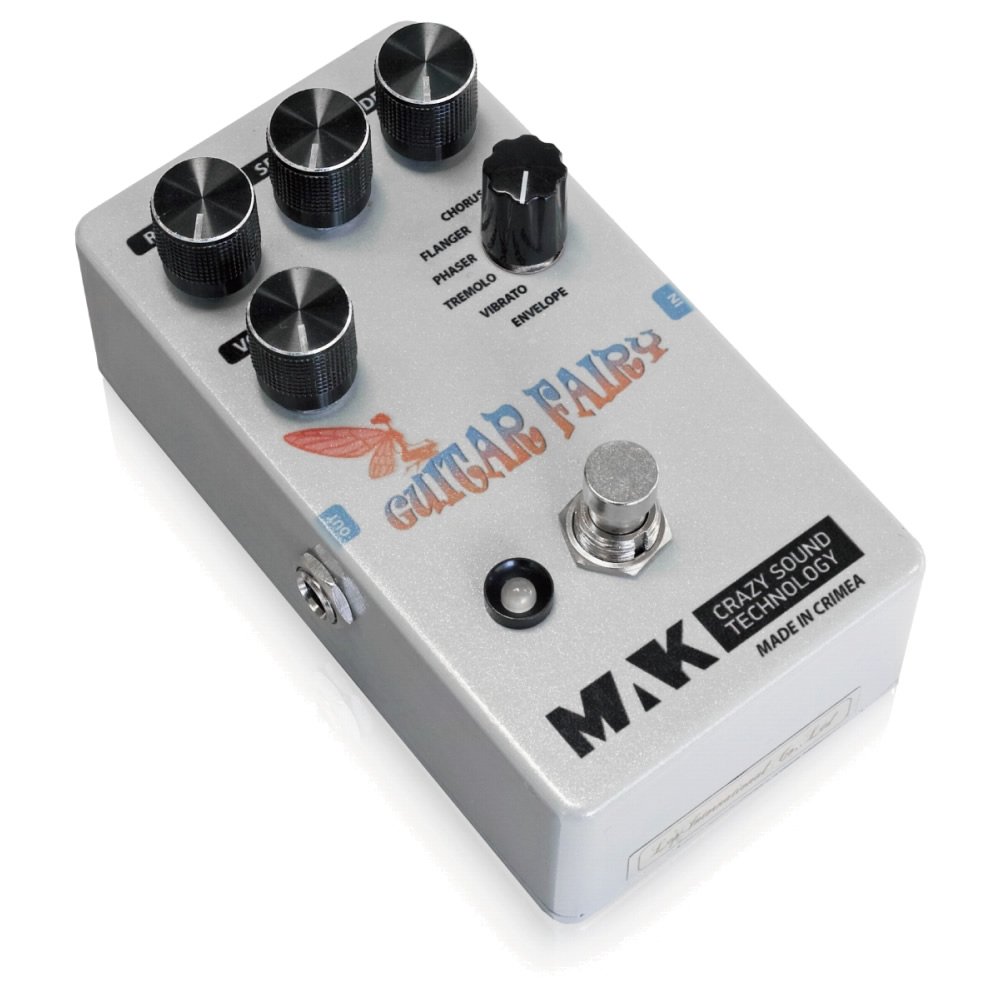 CHORUS
FLANGER
PHASER
TREMOLO
VIBRATO
ENVELOPE
IN
GUITAR FAIRY
OUT
MAK
CRAZY SOUND
TECHNOLOGY
MADE IN CRIMEA